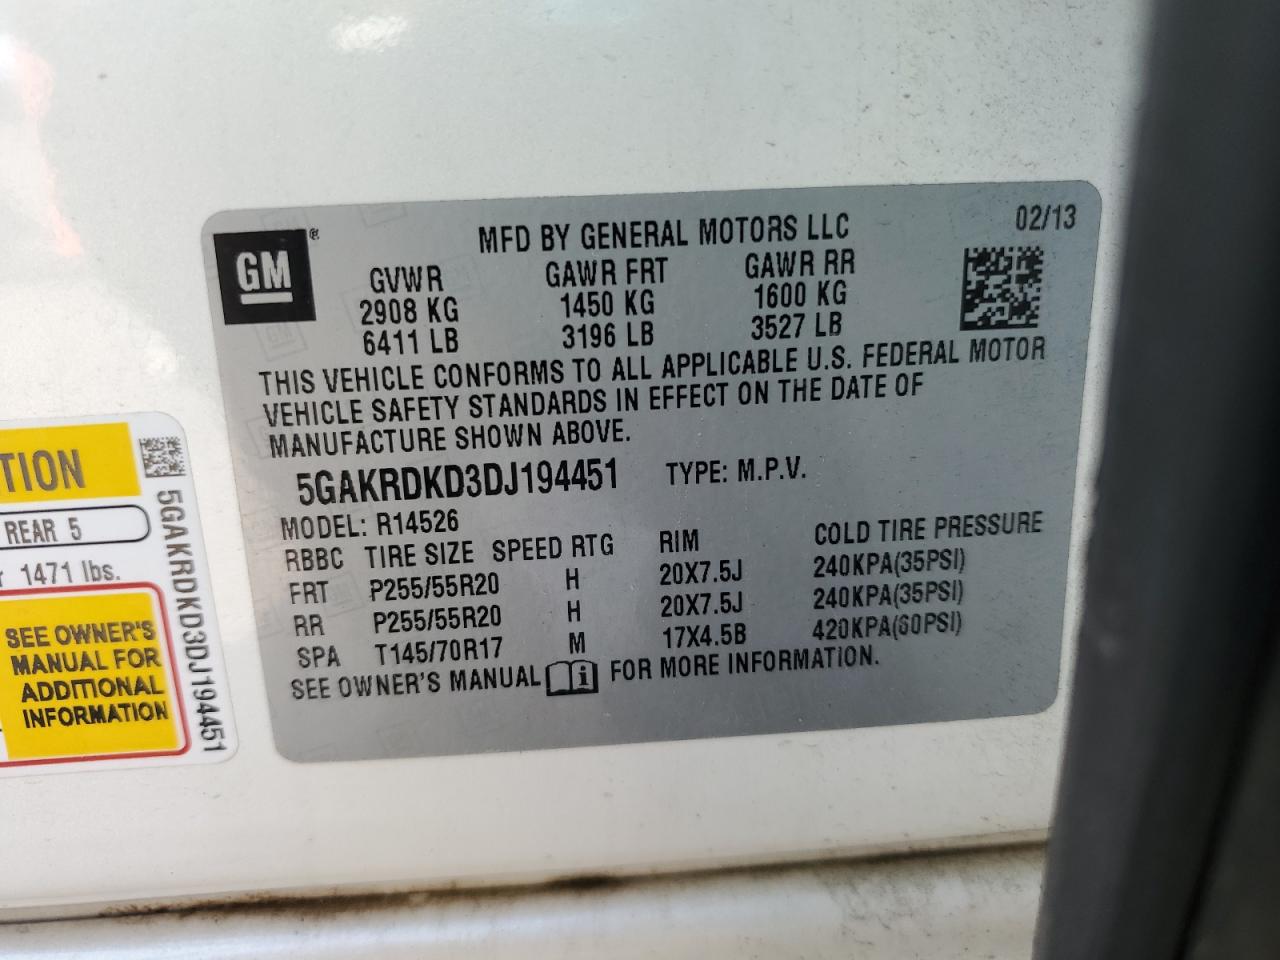 GM ®
MFD BY GENERAL MOTORS LLC
02/13
GVWR GAWR FRT GAWR RR
2908 KG 1450 KG 1600 KG
6411 LB 3196 LB 3527 LB
THIS VEHICLE CONFORMS TO ALL APPLICABLE U.S. FEDERAL MOTOR
VEHICLE SAFETY STANDARDS IN EFFECT ON THE DATE OF
MANUFACTURE SHOWN ABOVE.
5GAKRDKD3DJ194451 TYPE: M.P.V.
MODEL: R14526
RBBC TIRE SIZE SPEED RTG RIM COLD TIRE PRESSURE
FRT P255/55R20 H 20X7.5J 240KPA(35PSI)
RR P255/55R20 H 20X7.5J 240KPA(35PSI)
SPA T145/70R17 M 17X4.5B 420KPA(60PSI)
SEE OWNER'S MANUAL i FOR MORE INFORMATION.
TION
REAR 5
1471 lbs.
SEE OWNER'S
MANUAL FOR
ADDITIONAL
INFORMATION
5GAKRDKD3DJ194451